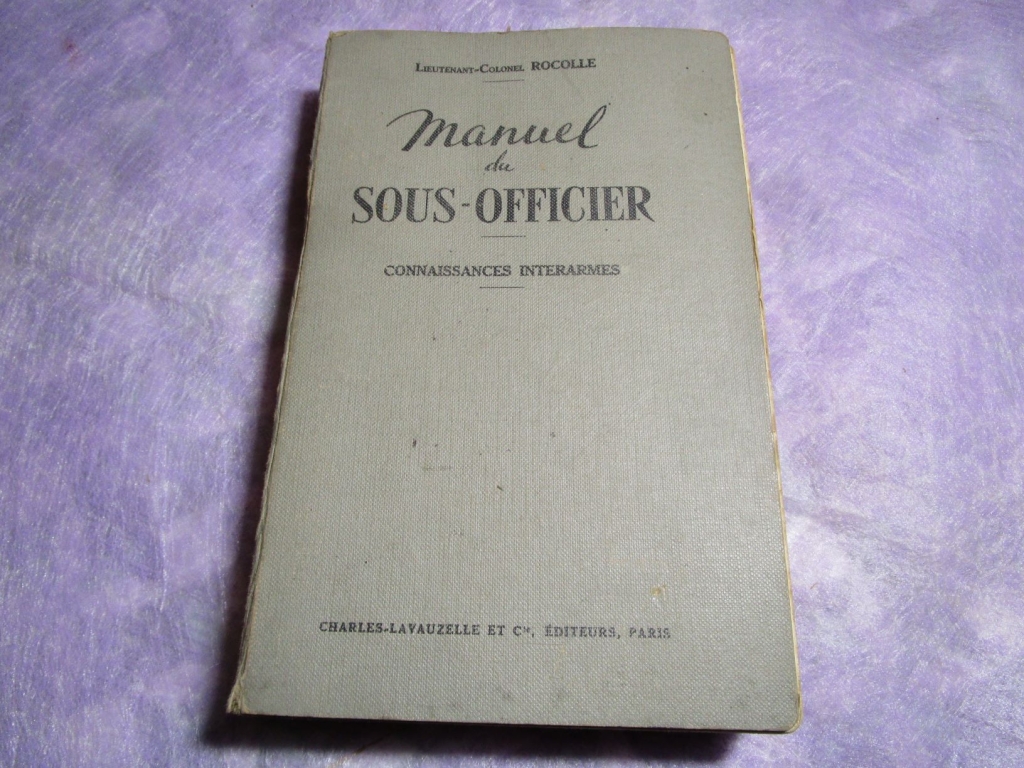 Lieutenant-Colonel ROCOLLE
Manuel
du
SOUS-OFFICIER
CONNAISSANCES INTERARMES
CHARLES-LAVAUZELLE ET Cie, ÉDITEURS, PARIS